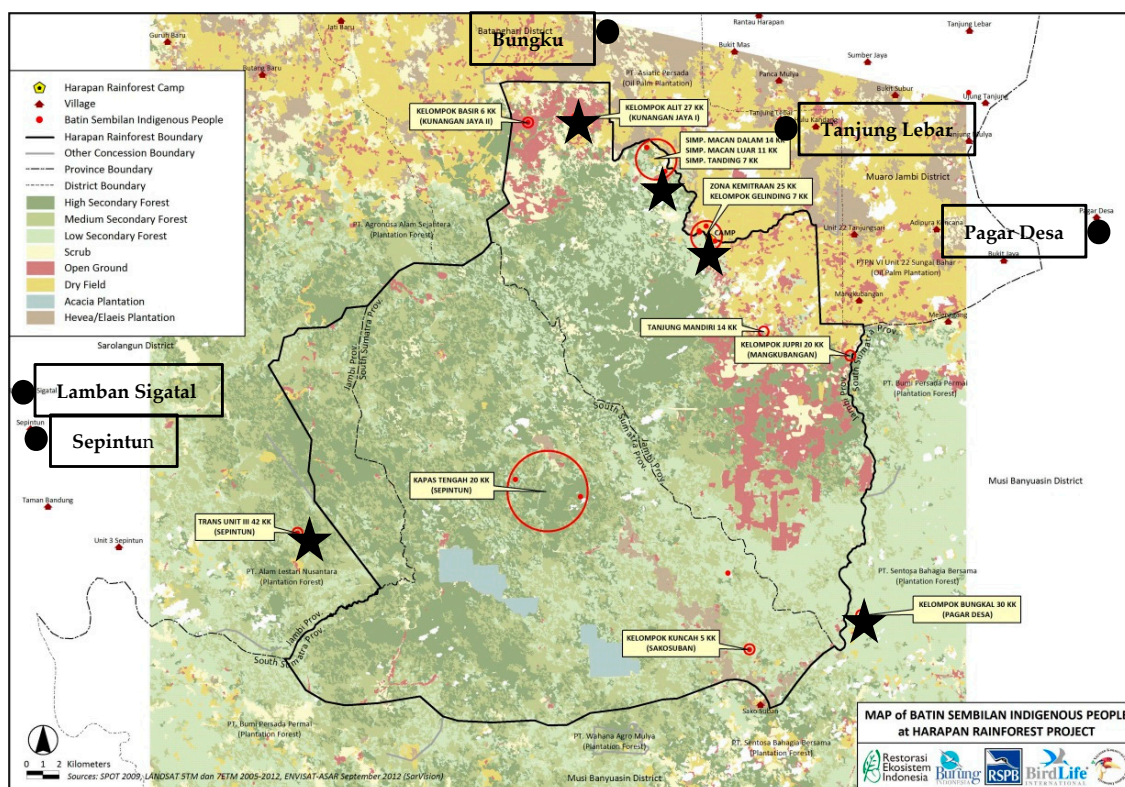 Bungku
Batanghari District
Rantau Harapan
Tanjung Lebar
Jati Baru
Bukit Mas
Sumber Jaya
Butang Baru
PT. Asiatic Persada
(Oil Palm Plantation)
Panca Mulya
Bukit Subur
Ujung Tanjung
Harapan Rainforest Camp
Village
Batin Sembilan Indigenous People
Harapan Rainforest Boundary
Other Concession Boundary
Province Boundary
District Boundary
High Secondary Forest
Medium Secondary Forest
Low Secondary Forest
Scrub
Open Ground
Dry Field
Acacia Plantation
Hevea/Elaeis Plantation
KELOMPOK BASIR 6 KK
(KUNANGAN JAYA II)
KELOMPOK ALIT 27 KK
(KUNANGAN JAYA I)
Tanjung Lebar
Tanjung Lebar
SIMP. MACAN DALAM 14 KK
SIMP. MACAN LUAR 11 KK
SIMP. TANDING 7 KK
Muaro Jambi District
ZONA KEMITRAAN 25 KK
KELOMPOK GELINDING 7 KK
CAMP
Pagar Desa
Pagar Desa
Unit 22 Tanjungsari
Adipura Kencana
PTPN VI Unit 22 Sungai Bahar
(Oil Palm Plantation)
Bukit Jaya
PT. Agronusa Alam Sejahtera
(Plantation Forest)
Mangkubangan
TANJUNG MANDIRI 14 KK
KELOMPOK JUPRI 20 KK
(MANGKUBANGAN)
Sarolangun District
Jambi Prov.
South Sumatra Prov.
South Sumatra Prov.
Jambi Prov.
PT. Bumi Persada Permai
(Plantation Forest)
Lamban Sigatal
Sepintun
Sepintun
South Sumatra Prov.
Jambi Prov.
Musi Banyuasin District
KAPAS TENGAH 20 KK
(SEPINTUN)
Taman Bandung
TRANS UNIT III 42 KK
(SEPINTUN)
Unit 3 Sepintun
PT. Alam Lestari Nusantara
(Plantation Forest)
PT. Sentosa Bahagia Bersama
(Plantation Forest)
KELOMPOK BUNGKAL 30 KK
(PAGAR DESA)
Jambi Prov.
South Sumatra Prov.
KELOMPOK KUNCAH 5 KK
(SAKOSUBAN)
PT. Bumi Persada Permai
(Plantation Forest)
PT. Wahana Agro Mulya
(Plantation Forest)
PT. Sentosa Bahagia Bersama
(Plantation Forest)
Musi Banyuasin District
0 1 2
Kilometers
Sources: SPOT 2009, LANDSAT 5TM dan 7ETM 2005-2012, ENVISAT-ASAR September 2012 (SarVision)
MAP of BATIN SEMBILAN INDIGENOUS PEOPLE
at HARAPAN RAINFOREST PROJECT
Restorasi
Ekosistem
Indonesia
Burung
INDONESIA
RSPB
BirdLife
INTERNATIONAL